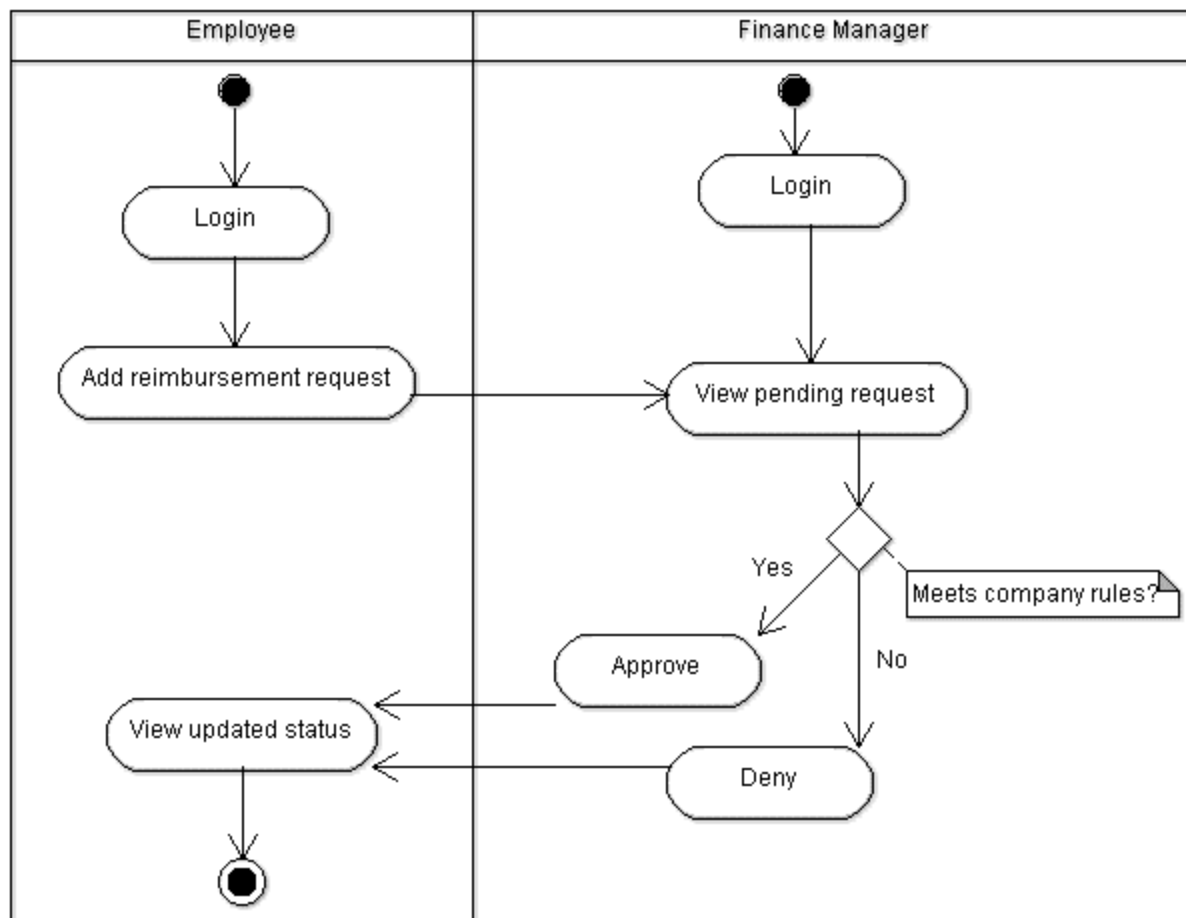 Employee
Finance Manager
Login
Login
Add reimbursement request
View pending request
Yes
Meets company rules?
No
Approve
View updated status
Deny